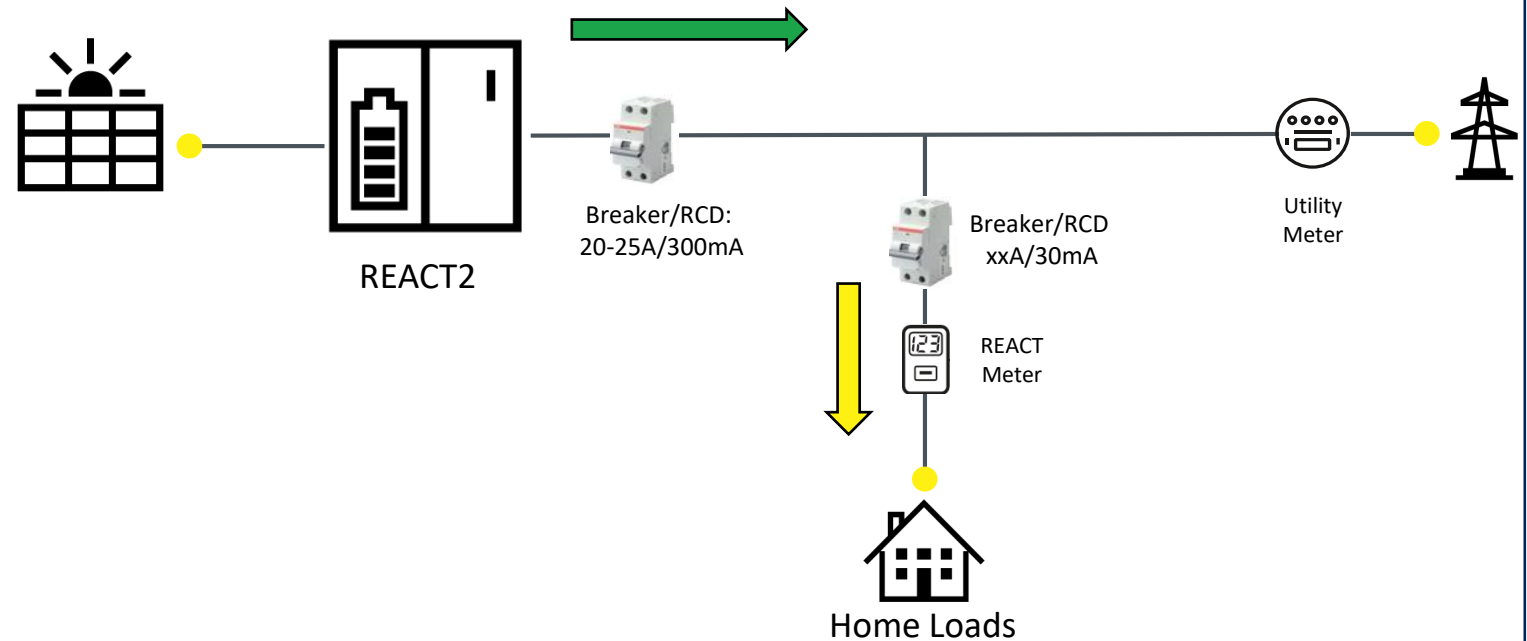 Breaker/RCD:
20-25A/300mA
Breaker/RCD
xxA/30mA
Utility
Meter
REACT2
123
REACT
Meter
Home Loads